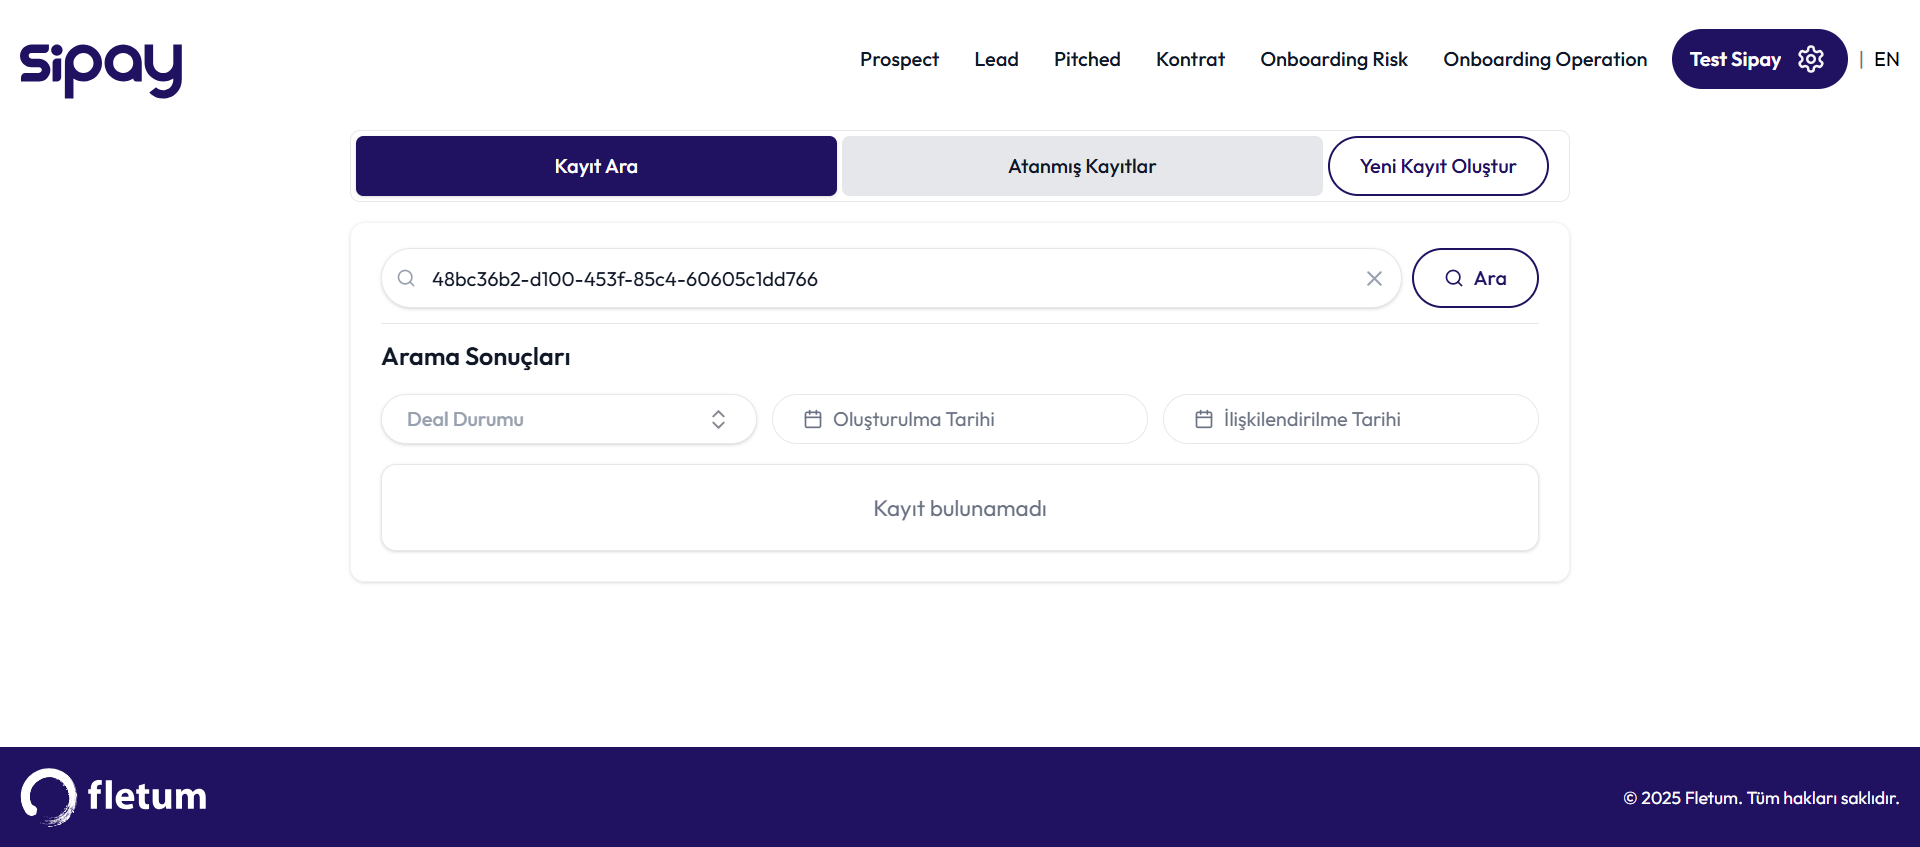 sipay
Prospect Lead Pitched Kontrat Onboarding Risk Onboarding Operation Test Sipay | EN
Kayıt Ara Atanmış Kayıtlar Yeni Kayıt Oluştur
48bc36b2-d100-453f-85c4-60605c1dd766 Ara
Arama Sonuçları
Deal Durumu Oluşturulma Tarihi İlişkilendirilme Tarihi
Kayıt bulunamadı
fletum © 2025 Fletum. Tüm hakları saklıdır.